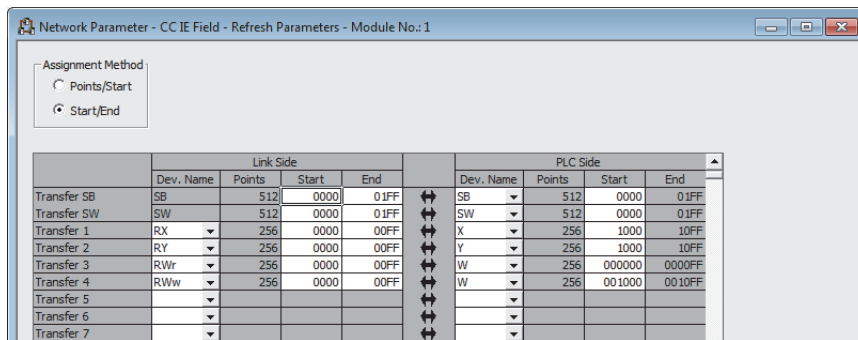 Network Parameter - CC IE Field - Refresh Parameters - Module No.: 1
Assignment Method
Points/Start
Start/End
Link Side PLC Side
Dev. Name Points Start End Dev. Name Points Start End
Transfer SB SB 512 0000 01FF SB 512 0000 01FF
Transfer SW SW 512 0000 01FF SW 512 0000 01FF
Transfer 1 RX 256 0000 00FF X 256 1000 10FF
Transfer 2 RY 256 0000 00FF Y 256 1000 10FF
Transfer 3 RWr 256 0000 00FF W 256 000000 0000FF
Transfer 4 RWw 256 0000 00FF W 256 001000 0010FF
Transfer 5
Transfer 6
Transfer 7